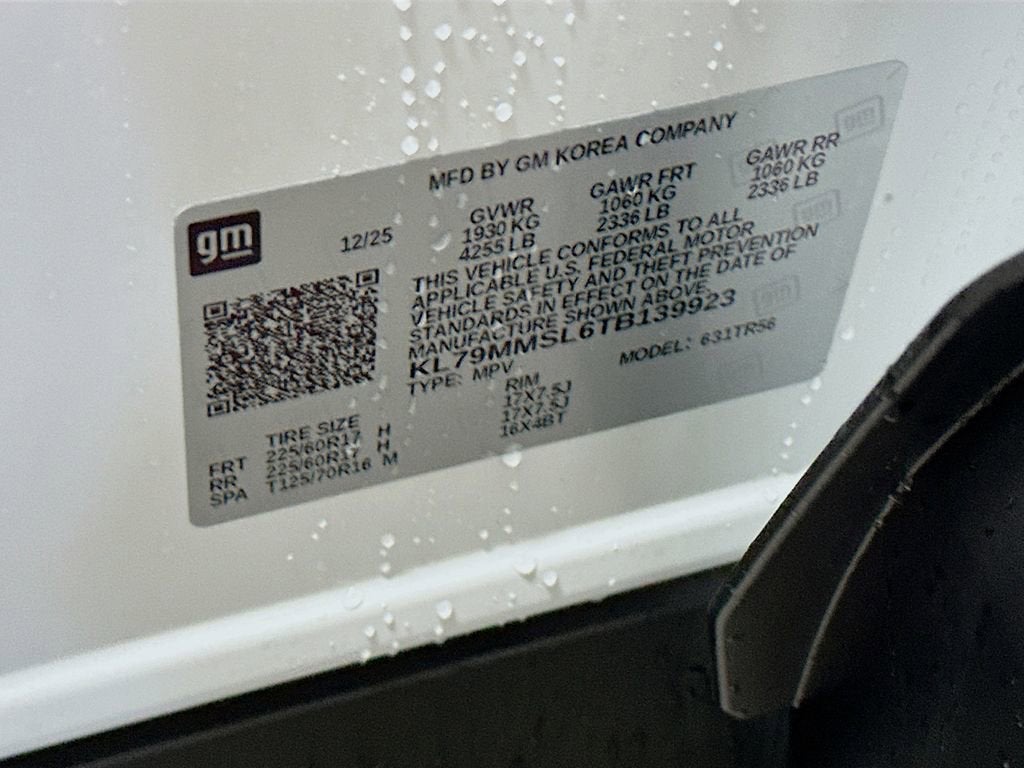 MFD BY GM KOREA COMPANY
gm
12/25
GVWR GAWR FRT GAWR RR
1930 KG 1060 KG 1060 KG
4255 LB 2336 LB 2336 LB
THIS VEHICLE CONFORMS TO ALL
APPLICABLE U.S. FEDERAL MOTOR
VEHICLE SAFETY AND THEFT PREVENTION
STANDARDS IN EFFECT ON THE DATE OF
MANUFACTURE SHOWN ABOVE.
KL79MMSL6TB139923
TYPE: MPV MODEL: 631TR56
TIRE SIZE RIM
FRT 225/60R17 H 17X7.5J
RR 225/60R17 H 17X7.5J
SPA T125/70R16 M 16X4BT
gm
gm
gm